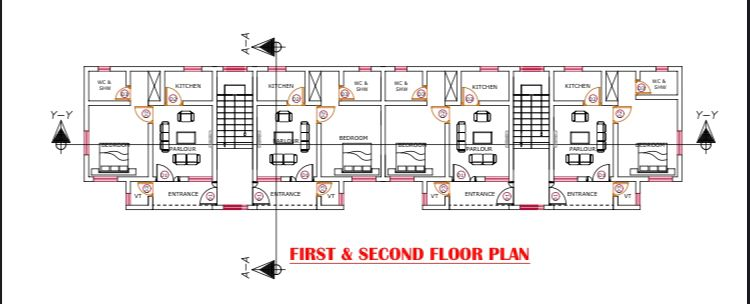 A-A
WC & SHW
KITCHEN
KITCHEN
WC & SHW
WC & SHW
KITCHEN
KITCHEN
WC & SHW
Y-Y
Y-Y
BEDROOM
PARLOUR
PARLOUR
BEDROOM
BEDROOM
PARLOUR
PARLOUR
BEDROOM
VT
ENTRANCE
ENTRANCE
VT
VT
ENTRANCE
ENTRANCE
VT
FIRST & SECOND FLOOR PLAN
A-A